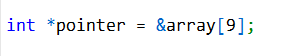 int *pointer = &array[9];